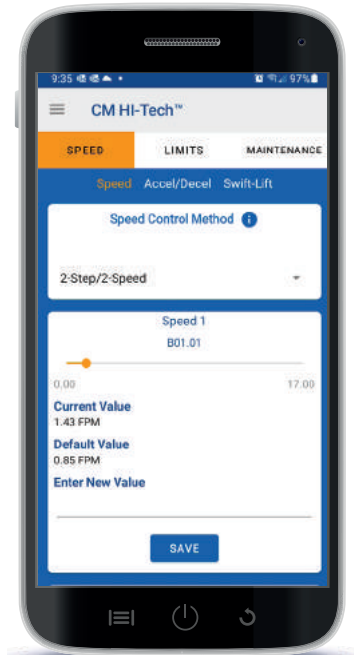 9:35
97%
CM HI-Tech™
SPEED LIMITS MAINTENANCE
Speed Accel/Decel Swift-Lift
Speed Control Method
2-Step/2-Speed
Speed 1
B01.01
0.00 17.00
Current Value
1.43 FPM
Default Value
0.85 FPM
Enter New Value
SAVE